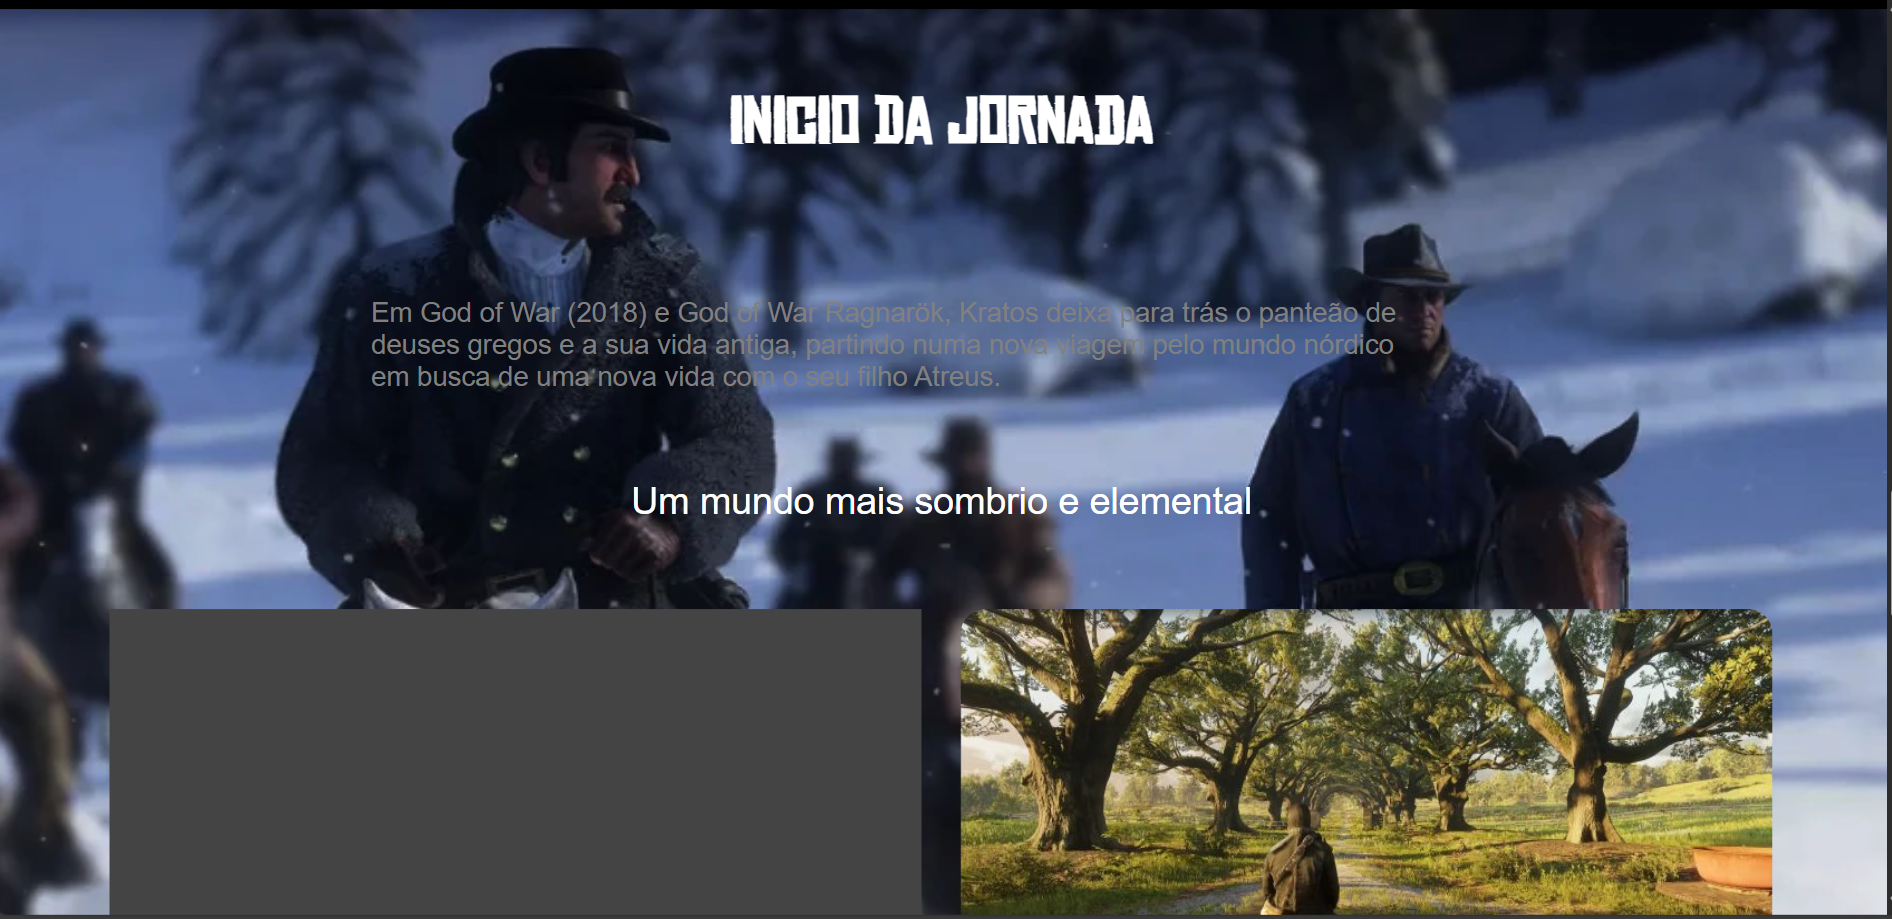 INICIO DA JORNADA
Em God of War (2018) e God of War Ragnarök, Kratos deixa para trás o panteão de
deuses gregos e a sua vida antiga, partindo numa nova viagem pelo mundo nórdico
em busca de uma nova vida com o seu filho Atreus.
Um mundo mais sombrio e elemental